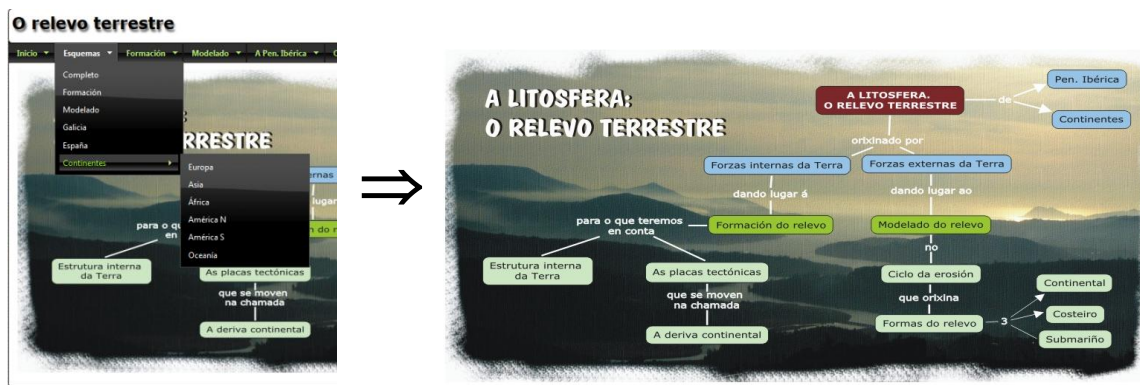 O relevo terrestre
Inicio Esquemas Formación Modelado A Pen. Ibérica
Completo
Formación
Modelado
Galicia
España
Continentes
Europa
Asia
África
América N
América S
Oceanía
RRESTRE
para o qu
en
Estrutura interna
da Terra
As placas tectónicas
que se moven
na chamada
A deriva continental
⇒
A LITOSFERA:
O RELEVO TERRESTRE
A LITOSFERA.
O RELEVO TERRESTRE
de
Pen. Ibérica
Continentes
orixinado por
Forzas internas da Terra
Forzas externas da Terra
dando lugar á
dando lugar ao
para o que teremos
en conta
Formación do relevo
Modelado do relevo
no
Estrutura interna
da Terra
As placas tectónicas
Ciclo da erosión
que se moven
na chamada
que orixina
A deriva continental
Formas do relevo
3
Continental
Costeiro
Submariño